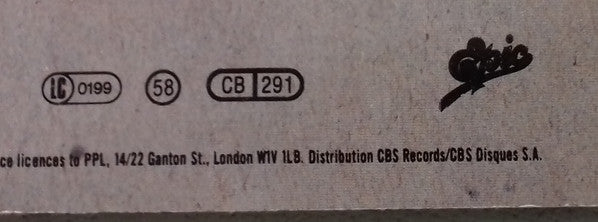 Epic
LC 0199 58 CB 291
ce licences to PPL, 14/22 Ganton St., London W1V 1LB. Distribution CBS Records/CBS Disques S.A.